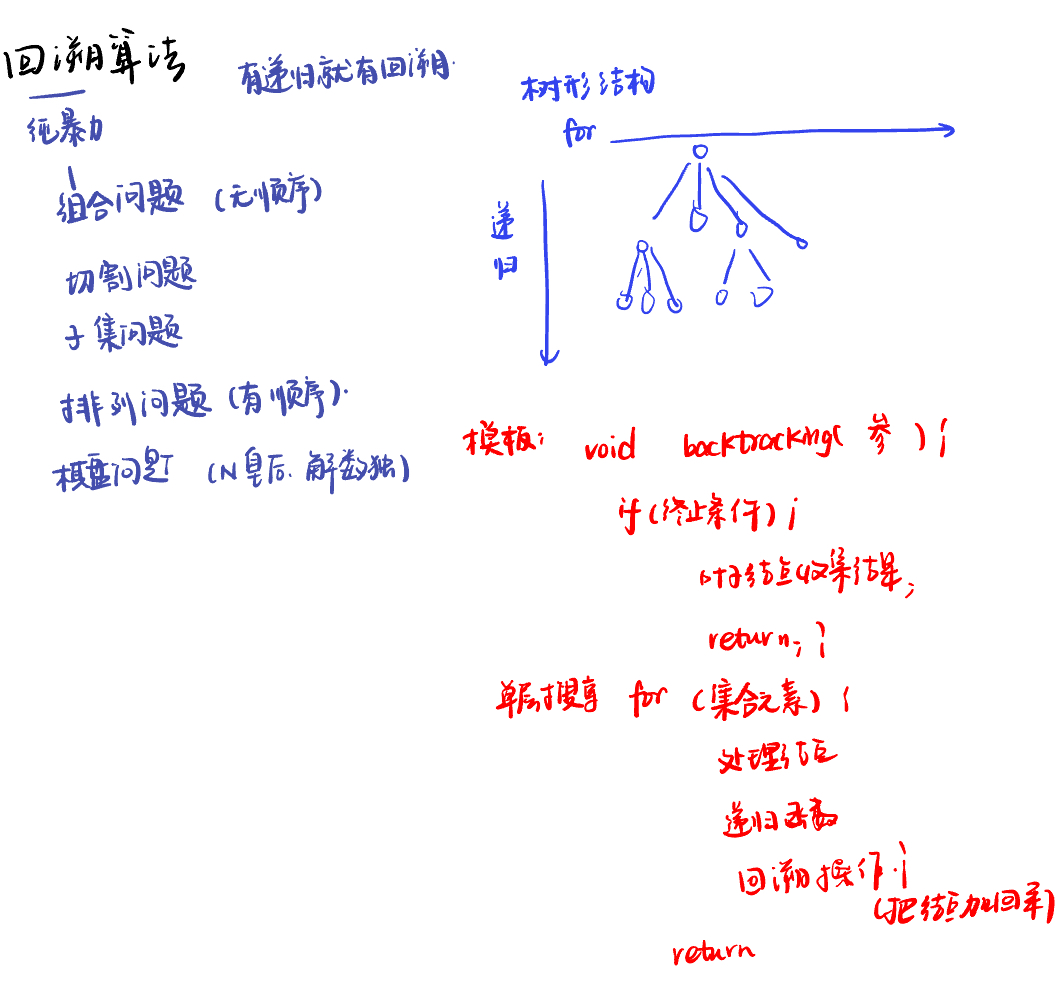 回溯算法
有递归就有回溯.
纯暴力
组合问题 (无顺序)
切割问题
子集问题
排列问题 (有顺序).
棋盘问题 (N皇后. 解数独)
树形结构
for
递归
模板: void backtracking( 参 ) {
if (终止条件) {
叶子结点收集结果;
return; }
单层搜索 for (集合元素) {
处理结点
递归函数
回溯操作. }
(把结点加回来)
return